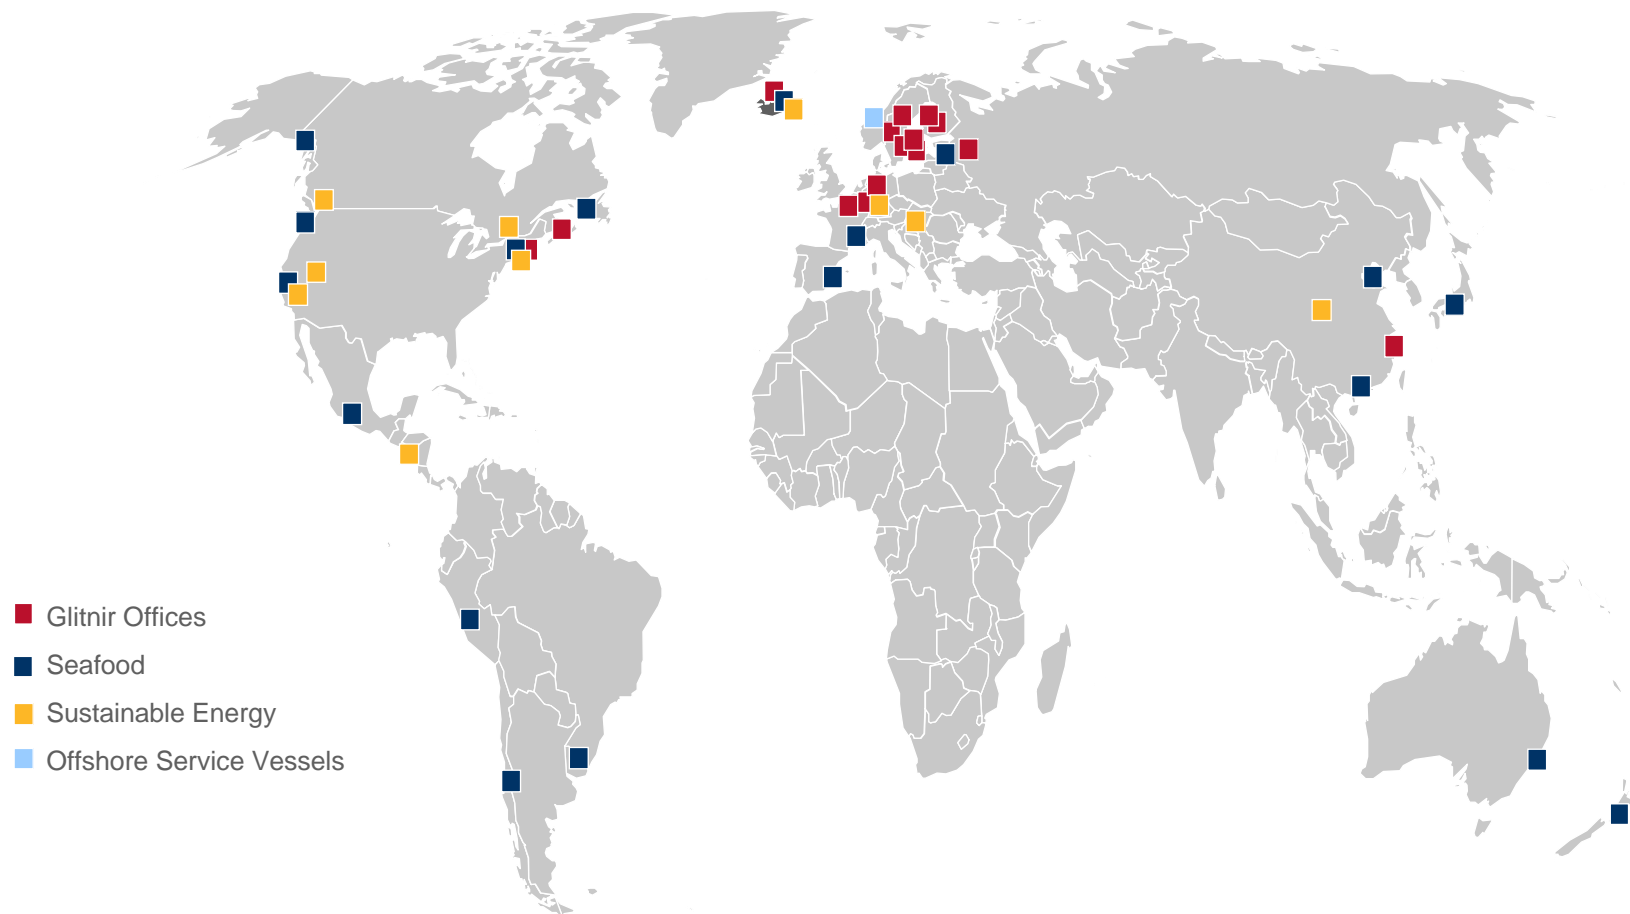 Glitnir Offices
Seafood
Sustainable Energy
Offshore Service Vessels